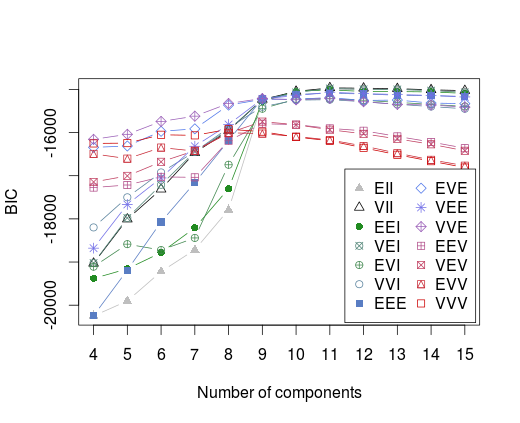 BIC
-16000
-18000
-20000
EII
VII
EEI
VEI
EVI
VVI
EEE
EVE
VEE
VVE
EEV
VEV
EVV
VVV
4 5 6 7 8 9 10 11 12 13 14 15
Number of components